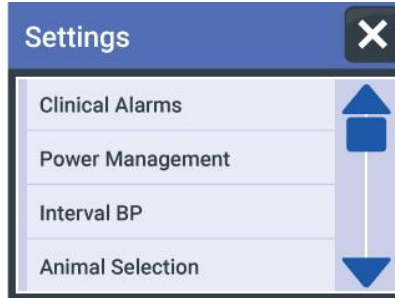 Settings
Clinical Alarms
Power Management
Interval BP
Animal Selection